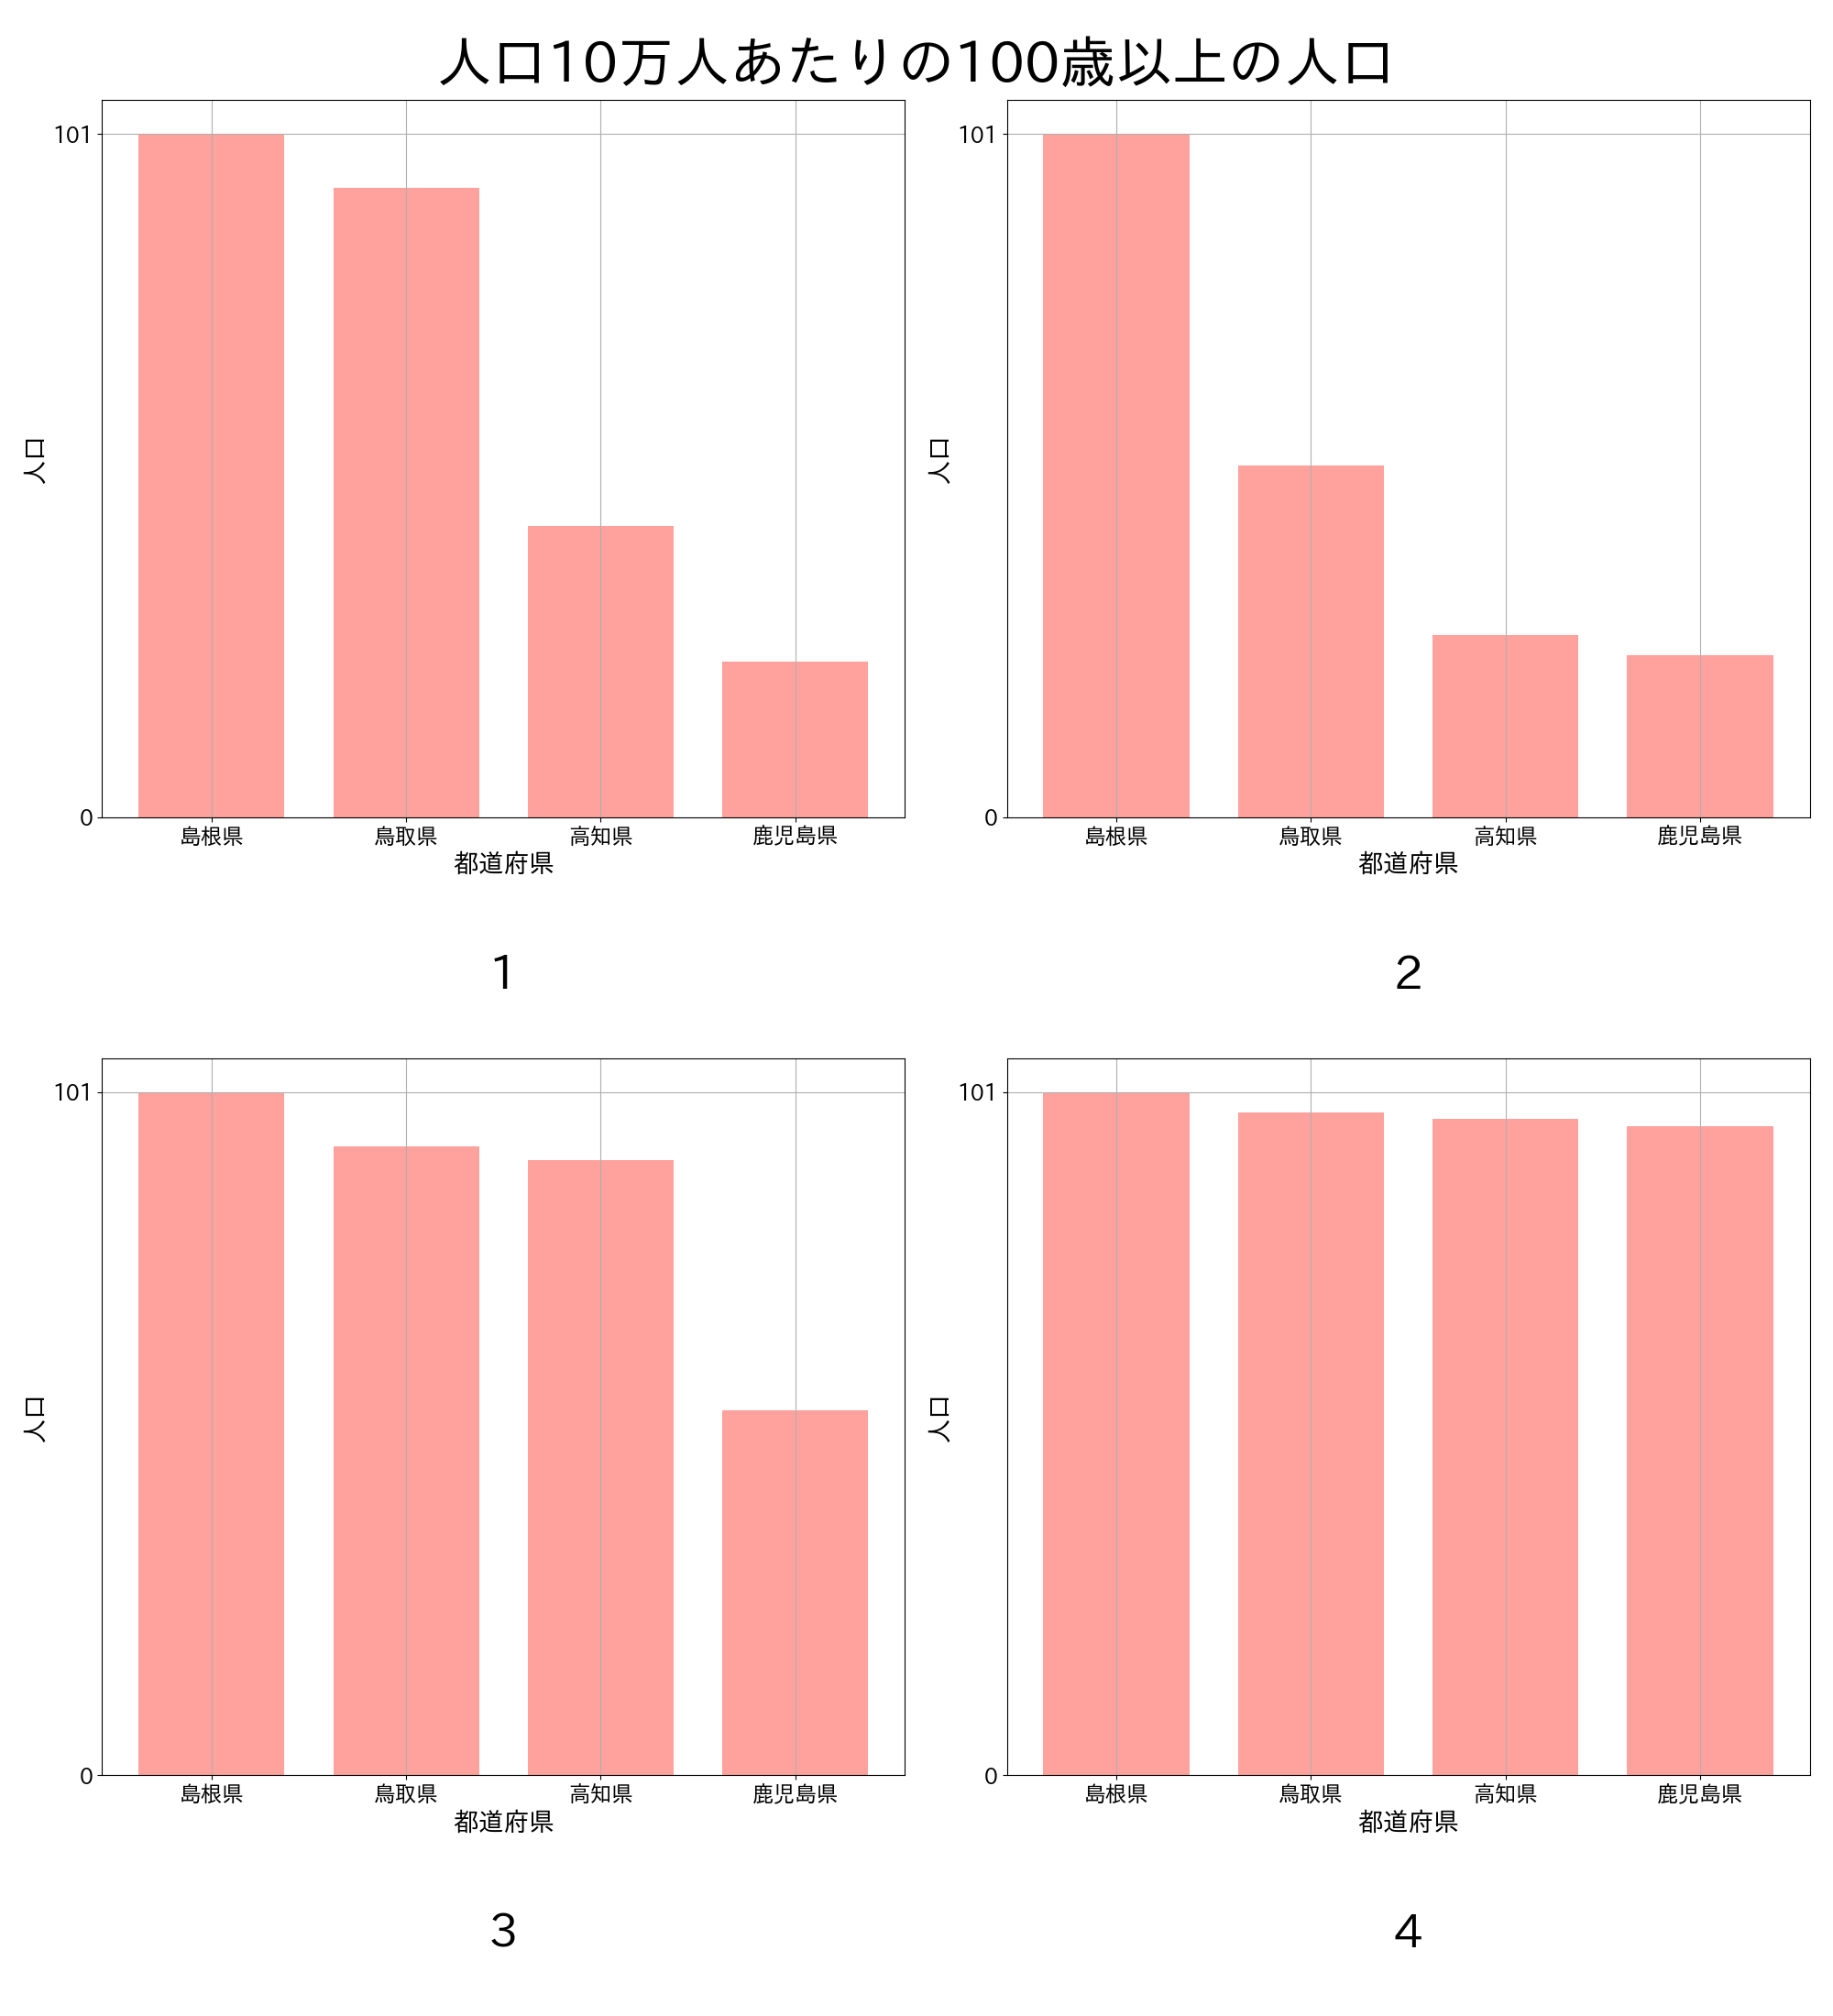 人口10万人あたりの100歳以上の人口
101
0
人口
島根県 鳥取県 高知県 鹿児島県
都道府県
1
101
0
人口
島根県 鳥取県 高知県 鹿児島県
都道府県
2
101
0
人口
島根県 鳥取県 高知県 鹿児島県
都道府県
3
101
0
人口
島根県 鳥取県 高知県 鹿児島県
都道府県
4